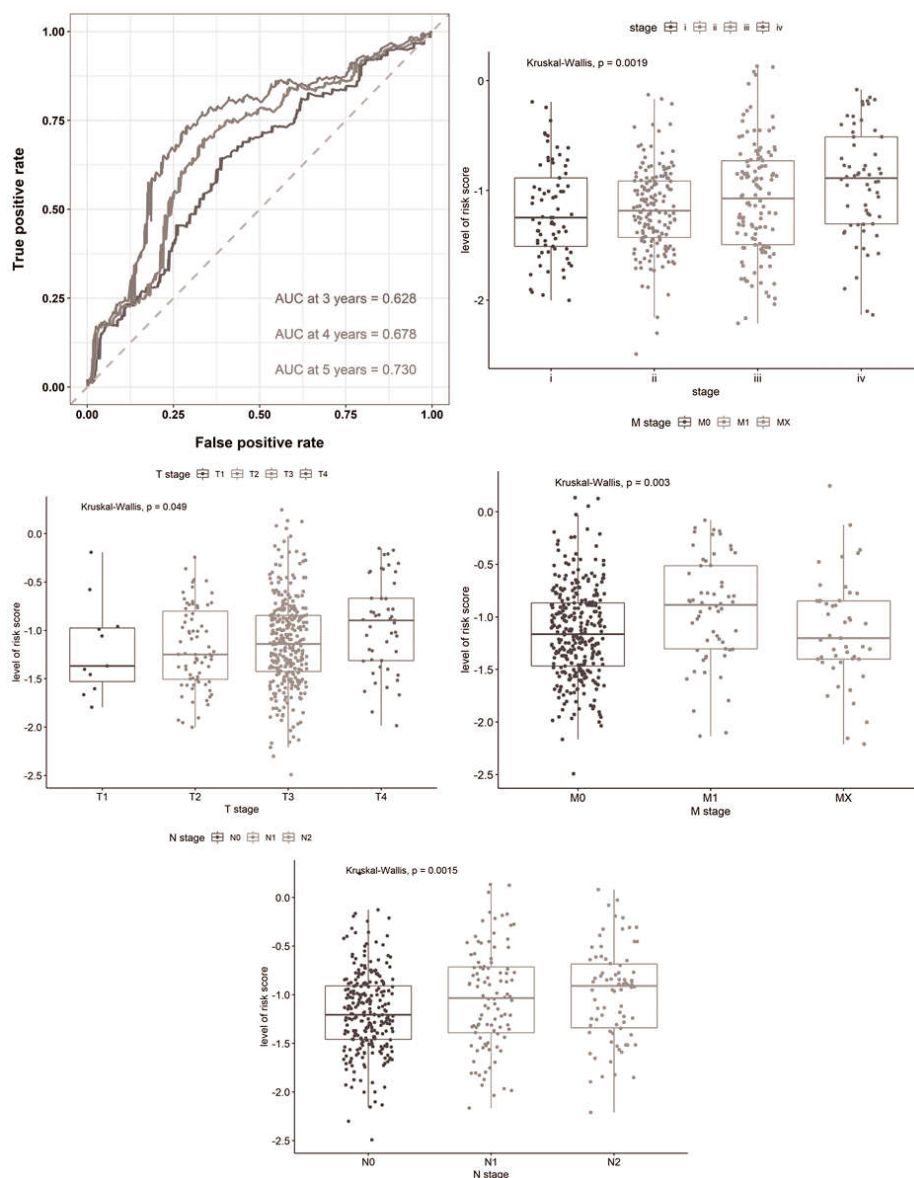 1.00
0.75
0.50
0.25
0.00
True positive rate
AUC at 3 years = 0.628
AUC at 4 years = 0.678
AUC at 5 years = 0.730
0.00 0.25 0.50 0.75 1.00
False positive rate
stage i ii iii iv
Kruskal-Wallis, p = 0.0019
0
-1
-2
level of risk score
i ii iii iv
stage
T stage T1 T2 T3 T4
Kruskal-Wallis, p = 0.049
0.0
-0.5
-1.0
-1.5
-2.0
-2.5
level of risk score
T1 T2 T3 T4
T stage
M stage M0 M1 MX
Kruskal-Wallis, p = 0.003
0.0
-0.5
-1.0
-1.5
-2.0
-2.5
level of risk score
M0 M1 MX
M stage
N stage N0 N1 N2
Kruskal-Wallis, p = 0.0015
0.0
-0.5
-1.0
-1.5
-2.0
-2.5
level of risk score
N0 N1 N2
N stage